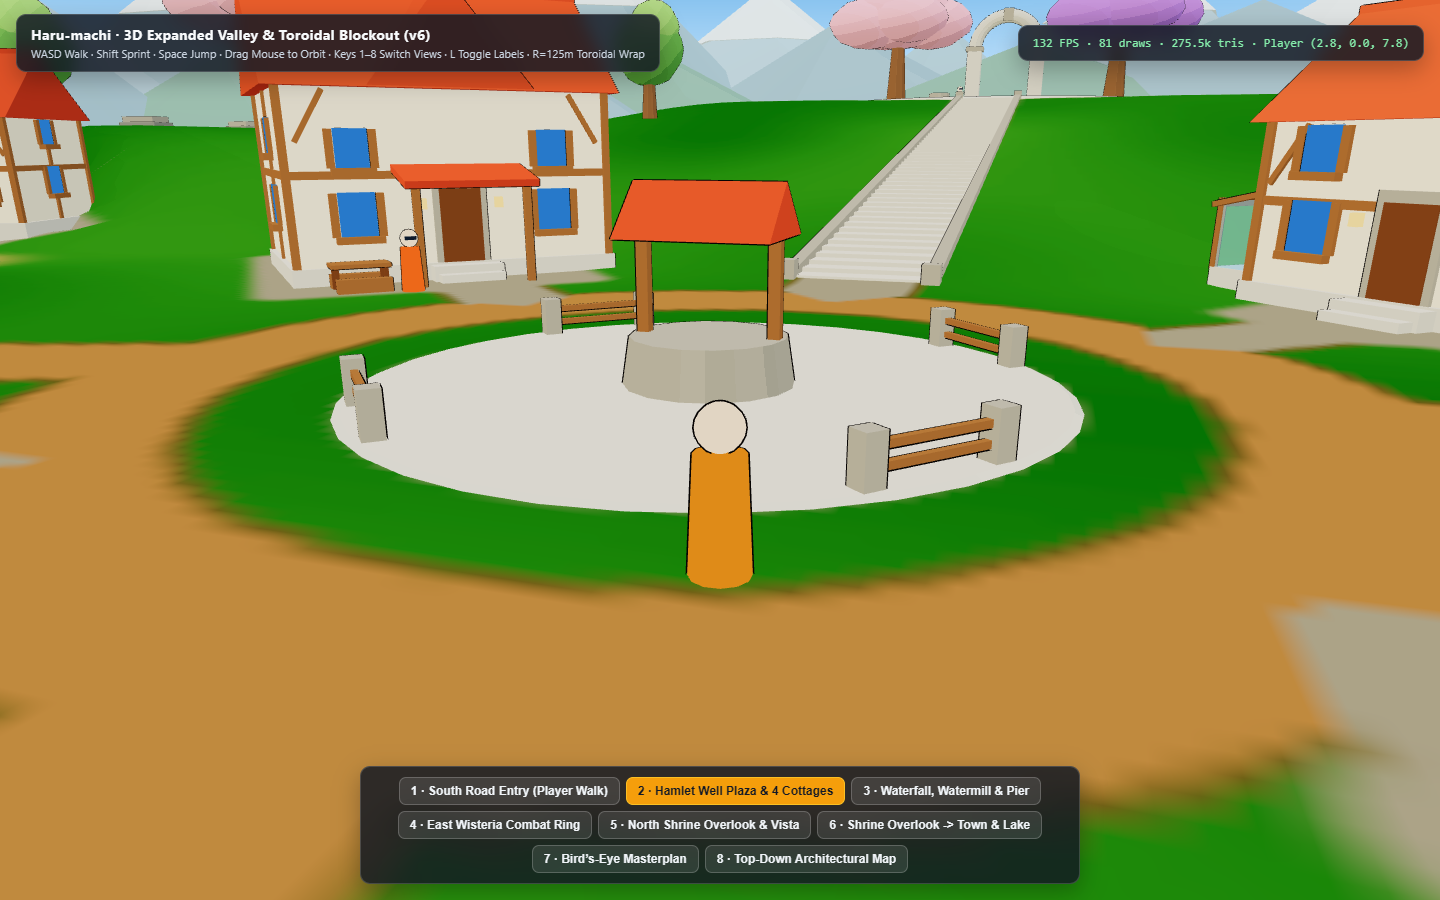 Haru-machi · 3D Expanded Valley & Toroidal Blockout (v6)
WASD Walk · Shift Sprint · Space Jump · Drag Mouse to Orbit · Keys 1–8 Switch Views · L Toggle Labels · R=125m Toroidal Wrap
132 FPS · 81 draws · 275.5k tris · Player (2.8, 0.0, 7.8)
1 · South Road Entry (Player Walk)
2 · Hamlet Well Plaza & 4 Cottages
3 · Waterfall, Watermill & Pier
4 · East Wisteria Combat Ring
5 · North Shrine Overlook & Vista
6 · Shrine Overlook -> Town & Lake
7 · Bird's-Eye Masterplan
8 · Top-Down Architectural Map